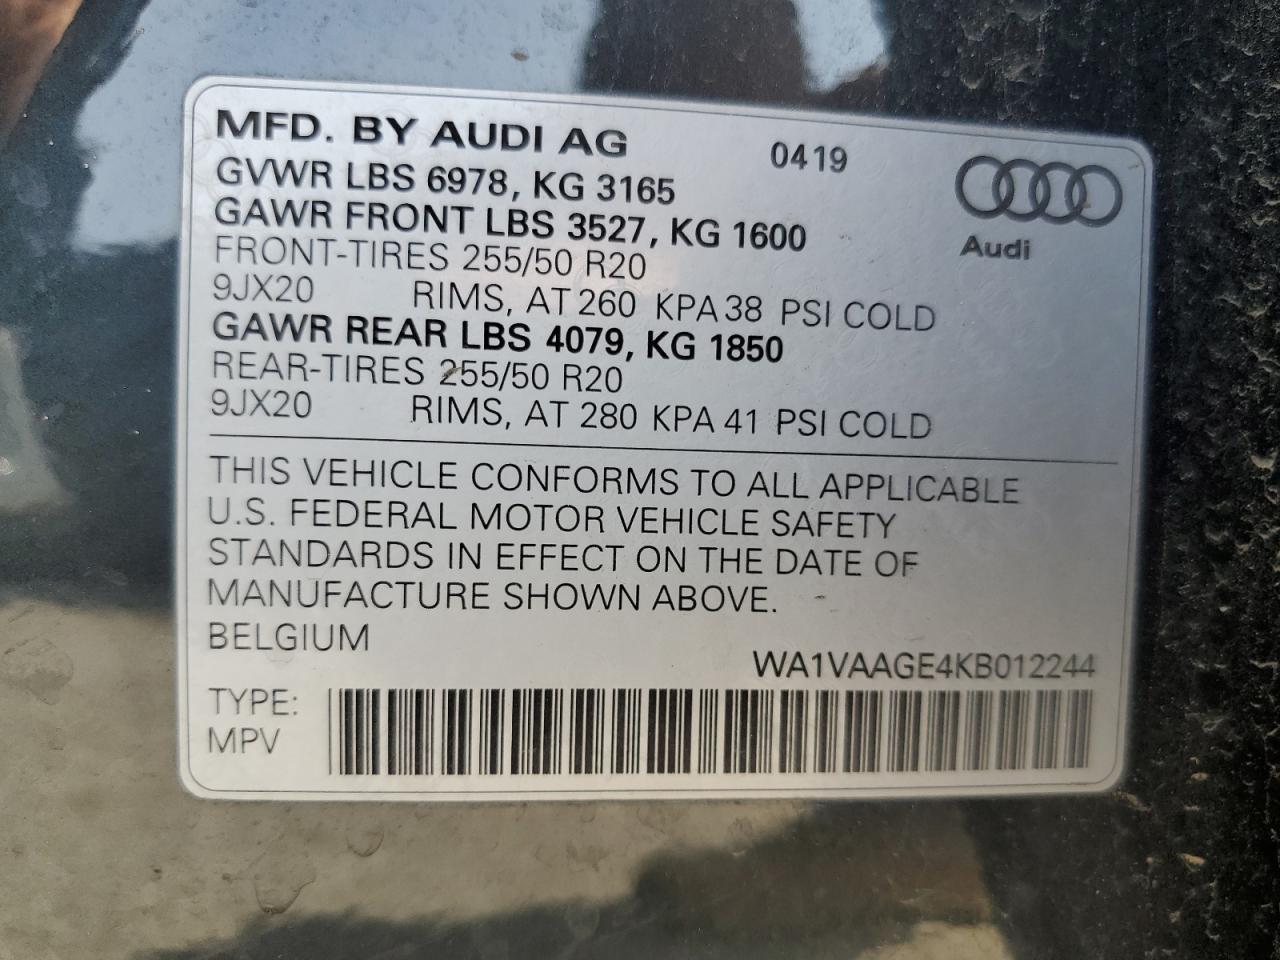 MFD. BY AUDI AG 0419
GVWR LBS 6978, KG 3165
GAWR FRONT LBS 3527, KG 1600
Audi
FRONT-TIRES 255/50 R20
9JX20 RIMS, AT 260 KPA 38 PSI COLD
GAWR REAR LBS 4079, KG 1850
REAR-TIRES 255/50 R20
9JX20 RIMS, AT 280 KPA 41 PSI COLD
THIS VEHICLE CONFORMS TO ALL APPLICABLE
U.S. FEDERAL MOTOR VEHICLE SAFETY
STANDARDS IN EFFECT ON THE DATE OF
MANUFACTURE SHOWN ABOVE.
BELGIUM
WA1VAAGE4KB012244
TYPE:
MPV